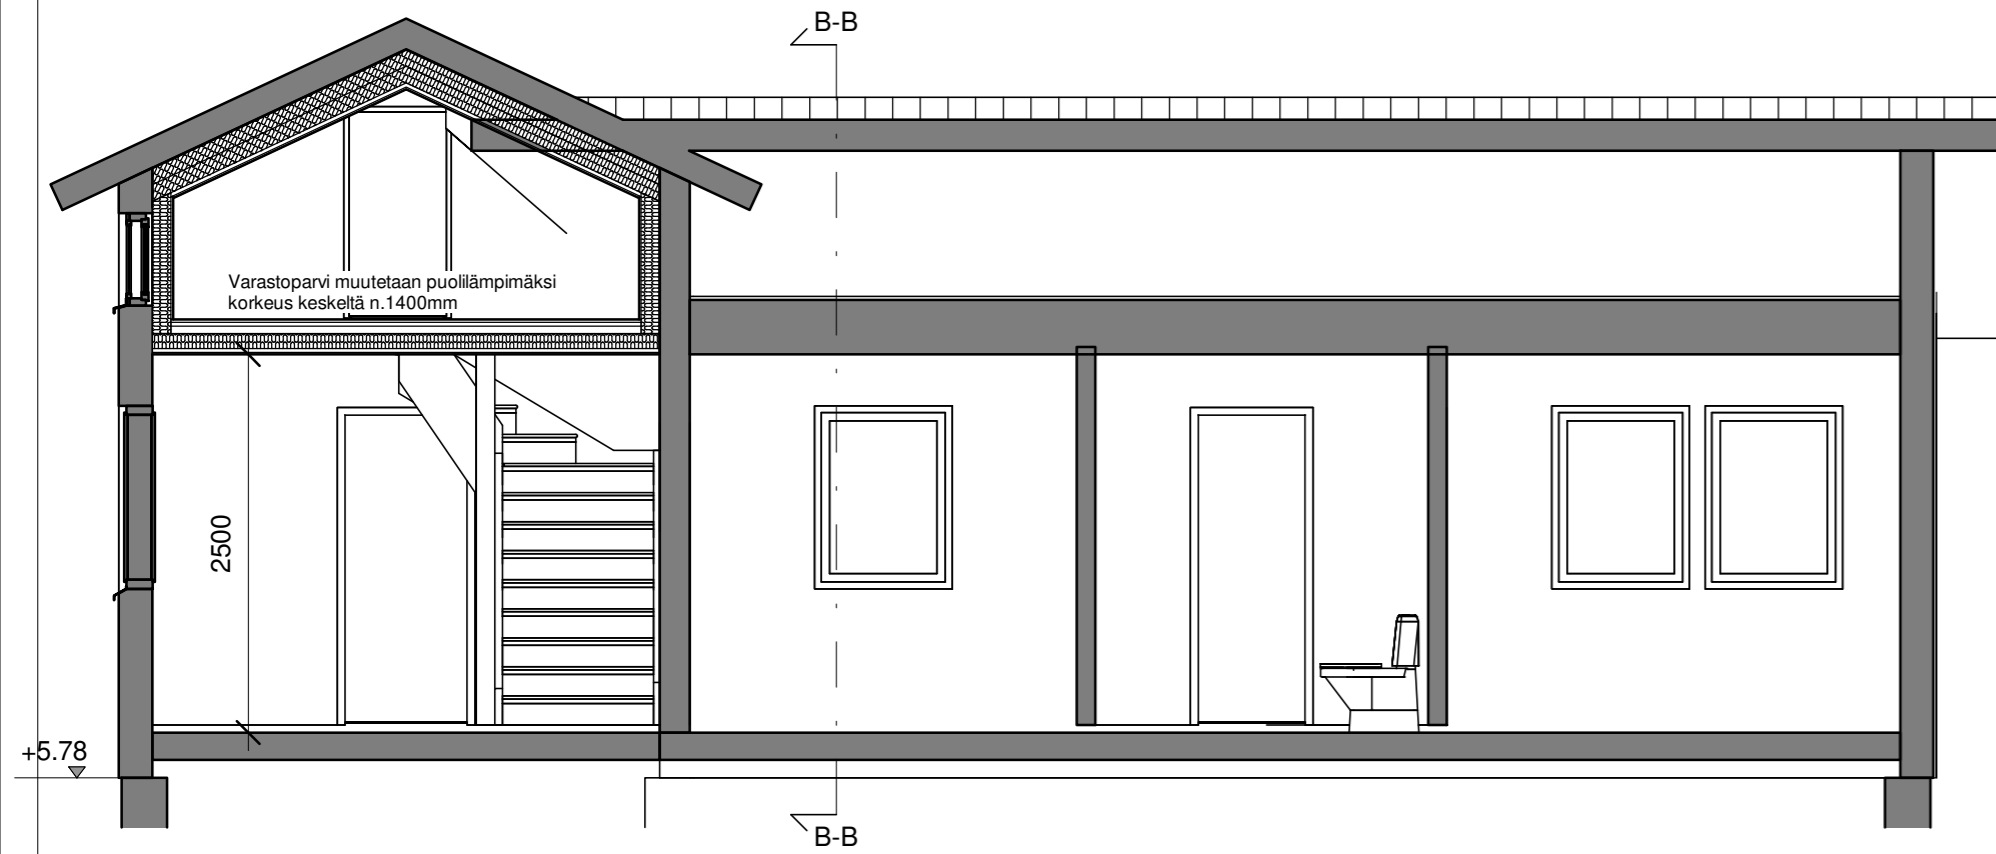 B-B
Varastoparvi muutetaan puolilämpimäksi
korkeus keskeltä n.1400mm
2500
+5.78
B-B